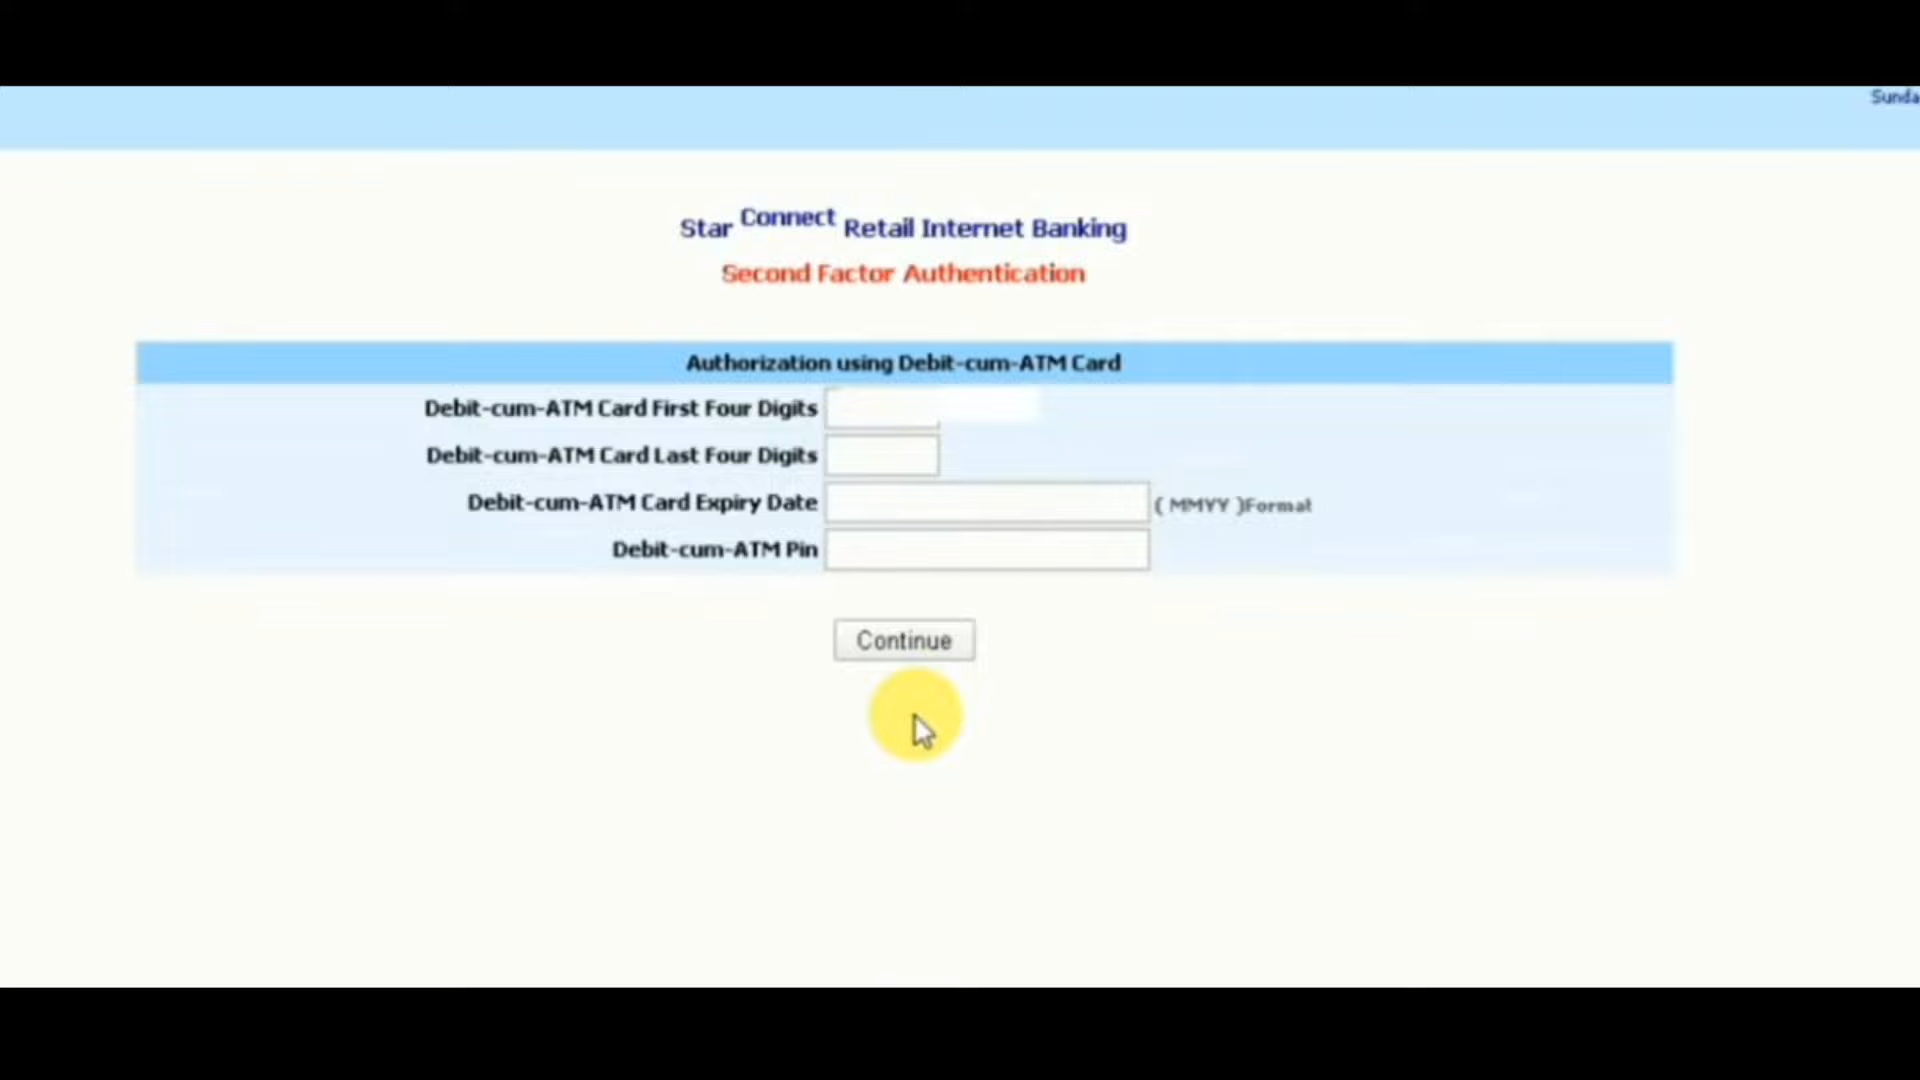 Sunda
Star Connect Retail Internet Banking
Second Factor Authentication
Authorization using Debit-cum-ATM Card
Debit-cum-ATM Card First Four Digits
Debit-cum-ATM Card Last Four Digits
Debit-cum-ATM Card Expiry Date ( MMYY )Format
Debit-cum-ATM Pin
Continue